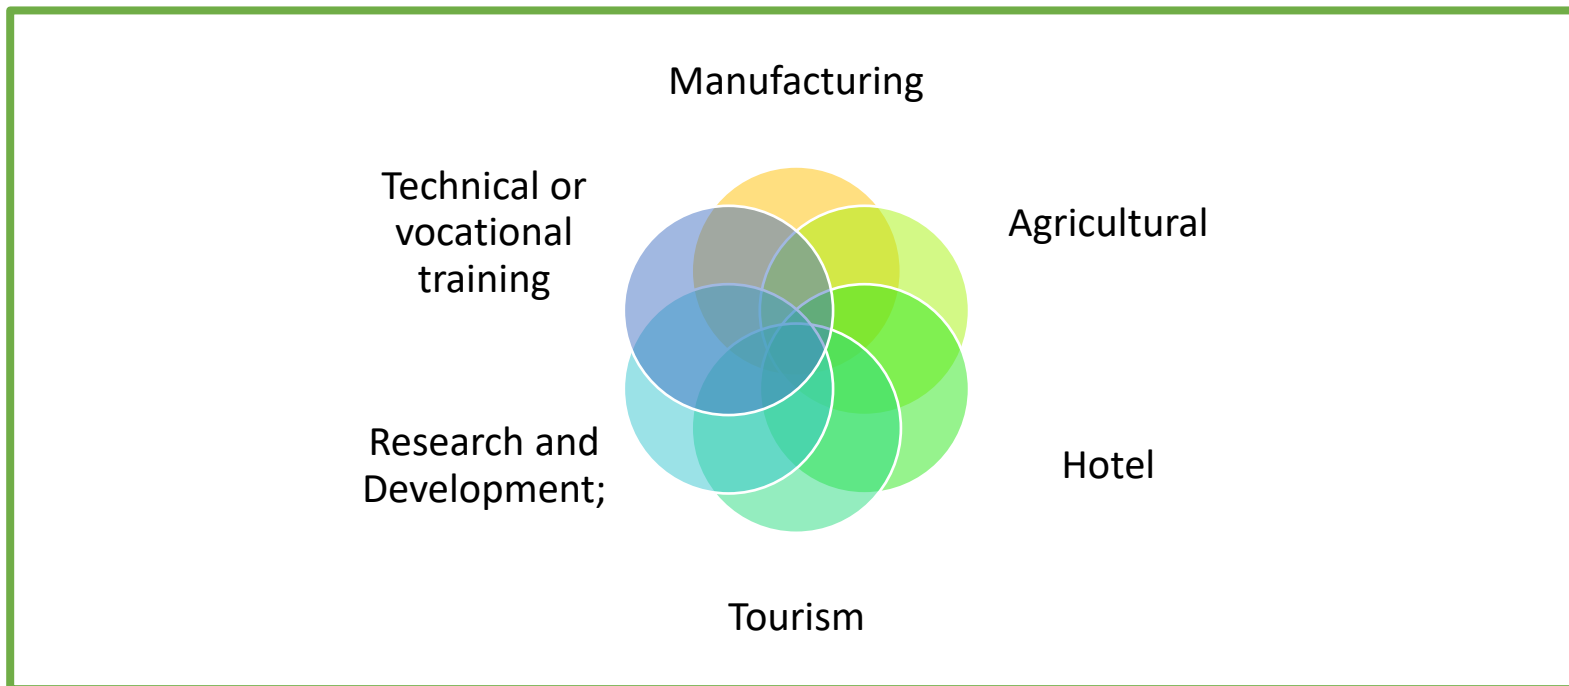 Manufacturing
Agricultural
Hotel
Tourism
Research and
Development;
Technical or
vocational
training